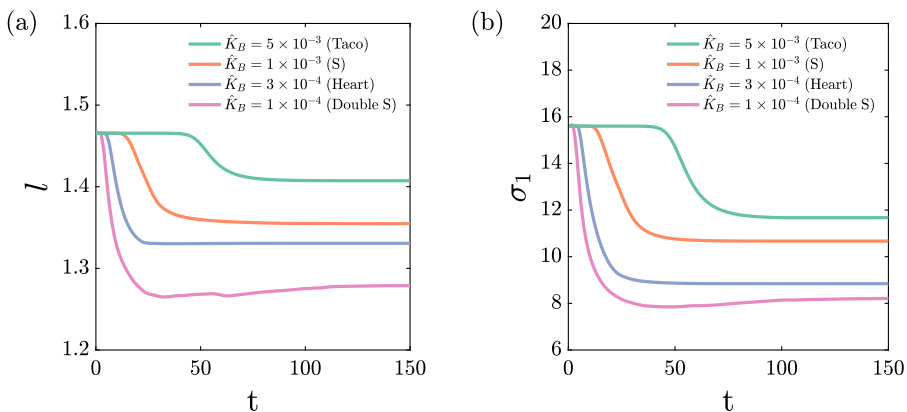 (a)
1.6
1.5
1.4
1.3
1.2
l
0
50
100
150
t
K̂_B = 5 × 10⁻³ (Taco)
K̂_B = 1 × 10⁻³ (S)
K̂_B = 3 × 10⁻⁴ (Heart)
K̂_B = 1 × 10⁻⁴ (Double S)
(b)
20
18
16
14
12
10
8
6
σ₁
0
50
100
150
t
K̂_B = 5 × 10⁻³ (Taco)
K̂_B = 1 × 10⁻³ (S)
K̂_B = 3 × 10⁻⁴ (Heart)
K̂_B = 1 × 10⁻⁴ (Double S)